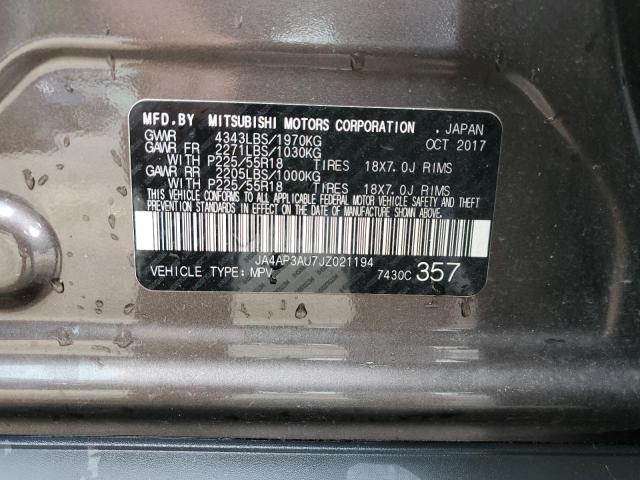 MFD.BY MITSUBISHI MOTORS CORPORATION , JAPAN
GWVR 4343LBS/1970KG OCT 2017
GAWR FR 2271LBS/1030KG
WITH P225/55R18 TIRES 18X7.0J RIMS
GAWR RR 2205LBS/1000KG
WITH P225/55R18 TIRES 18X7.0J RIMS
THIS VEHICLE CONFORMS TO ALL APPLICABLE FEDERAL MOTOR VEHICLE SAFETY AND THEFT
PREVENTION STANDARDS IN EFFECT ON THE DATE OF MANUFACTURE SHOWN ABOVE.
JA4AP3AU7JZ021194
VEHICLE TYPE: MPV 7430C 357